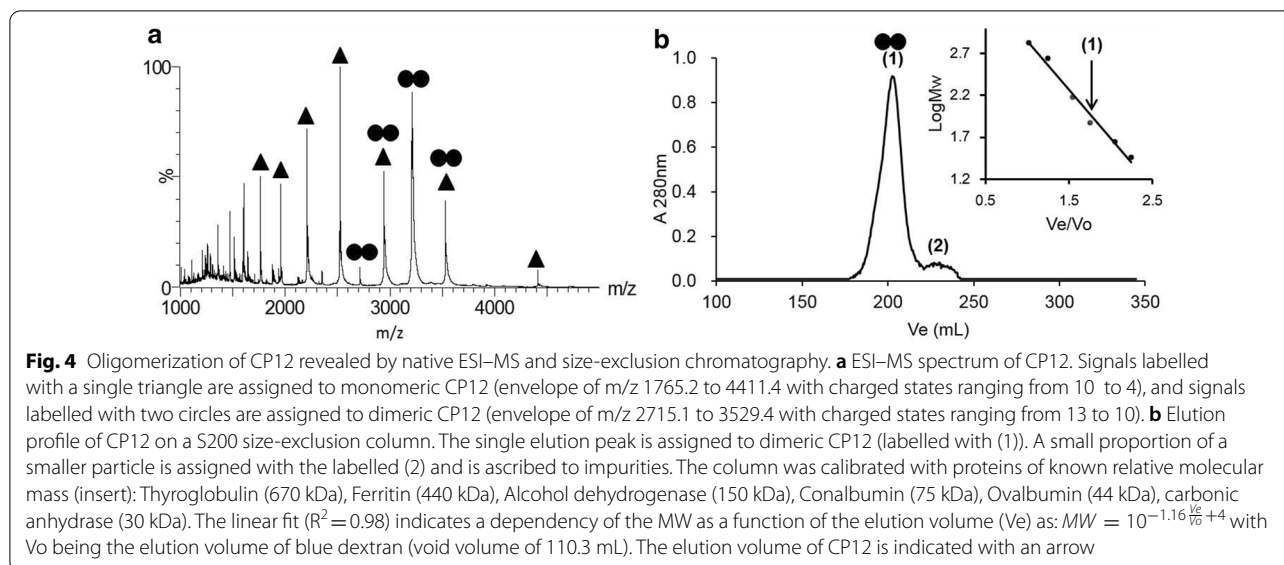 a
100
%
0
1000 2000 3000 4000
m/z
m/z
b
(1)
(2)
1.0
0.8
0.6
0.4
0.2
0.0
A 280nm
100 150 200 250 300 350
Ve (mL)
(1)
2.7
2.2
1.7
1.2
LogMw
0.5 1.5 2.5
Ve/Vo
Fig. 4 Oligomerization of CP12 revealed by native ESI–MS and size-exclusion chromatography. a ESI–MS spectrum of CP12. Signals labelled
with a single triangle are assigned to monomeric CP12 (envelope of m/z 1765.2 to 4411.4 with charged states ranging from 10 to 4), and signals
labelled with two circles are assigned to dimeric CP12 (envelope of m/z 2715.1 to 3529.4 with charged states ranging from 13 to 10). b Elution
profile of CP12 on a S200 size-exclusion column. The single elution peak is assigned to dimeric CP12 (labelled with (1)). A small proportion of a
smaller particle is assigned with the labelled (2) and is ascribed to impurities. The column was calibrated with proteins of known relative molecular
mass (insert): Thyroglobulin (670 kDa), Ferritin (440 kDa), Alcohol dehydrogenase (150 kDa), Conalbumin (75 kDa), Ovalbumin (44 kDa), carbonic
anhydrase (30 kDa). The linear fit (R² = 0.98) indicates a dependency of the MW as a function of the elution volume (Ve) as: MW = 10^{−1.16 Ve/Vo +4} with
Vo being the elution volume of blue dextran (void volume of 110.3 mL). The elution volume of CP12 is indicated with an arrow